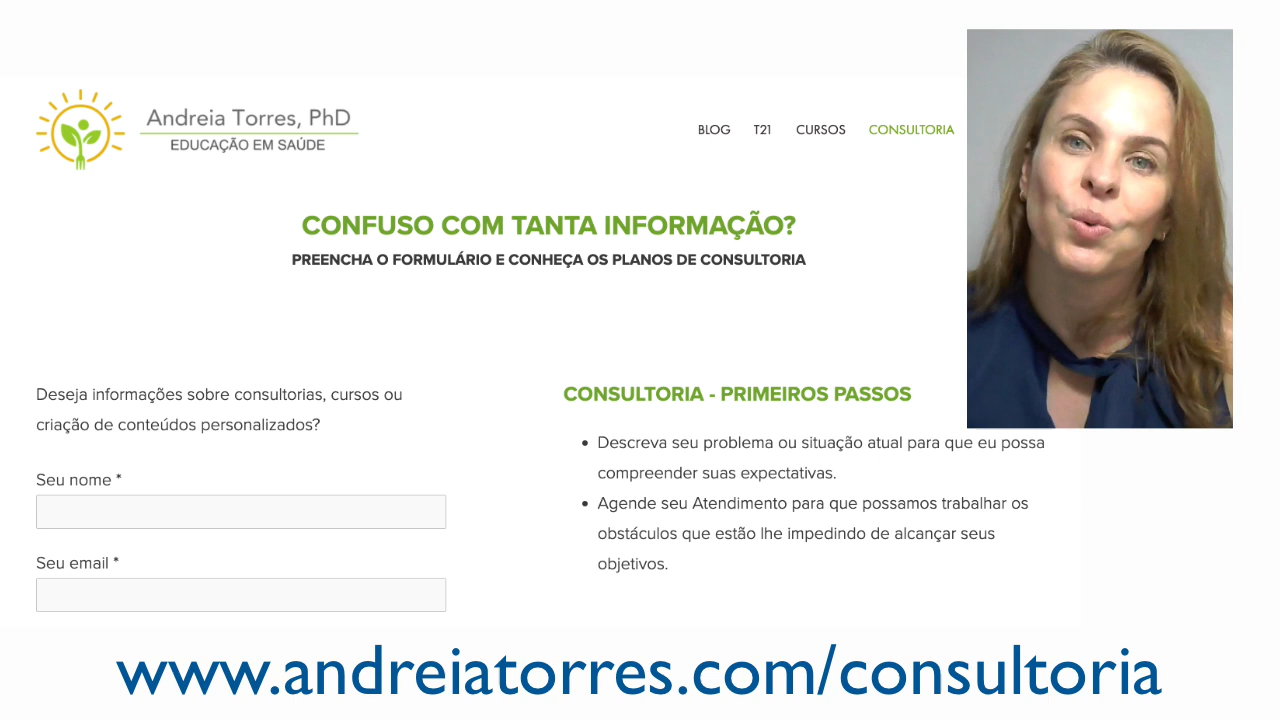 Andreia Torres, PhD
EDUCAÇÃO EM SAÚDE
BLOG T21 CURSOS CONSULTORIA
CONFUSO COM TANTA INFORMAÇÃO?
PREENCHA O FORMULÁRIO E CONHEÇA OS PLANOS DE CONSULTORIA
Deseja informações sobre consultorias, cursos ou
criação de conteúdos personalizados?
Seu nome *
Seu email *
CONSULTORIA - PRIMEIROS PASSOS
• Descreva seu problema ou situação atual para que eu possa
compreender suas expectativas.
• Agende seu Atendimento para que possamos trabalhar os
obstáculos que estão lhe impedindo de alcançar seus
objetivos.
www.andreiatorres.com/consultoria